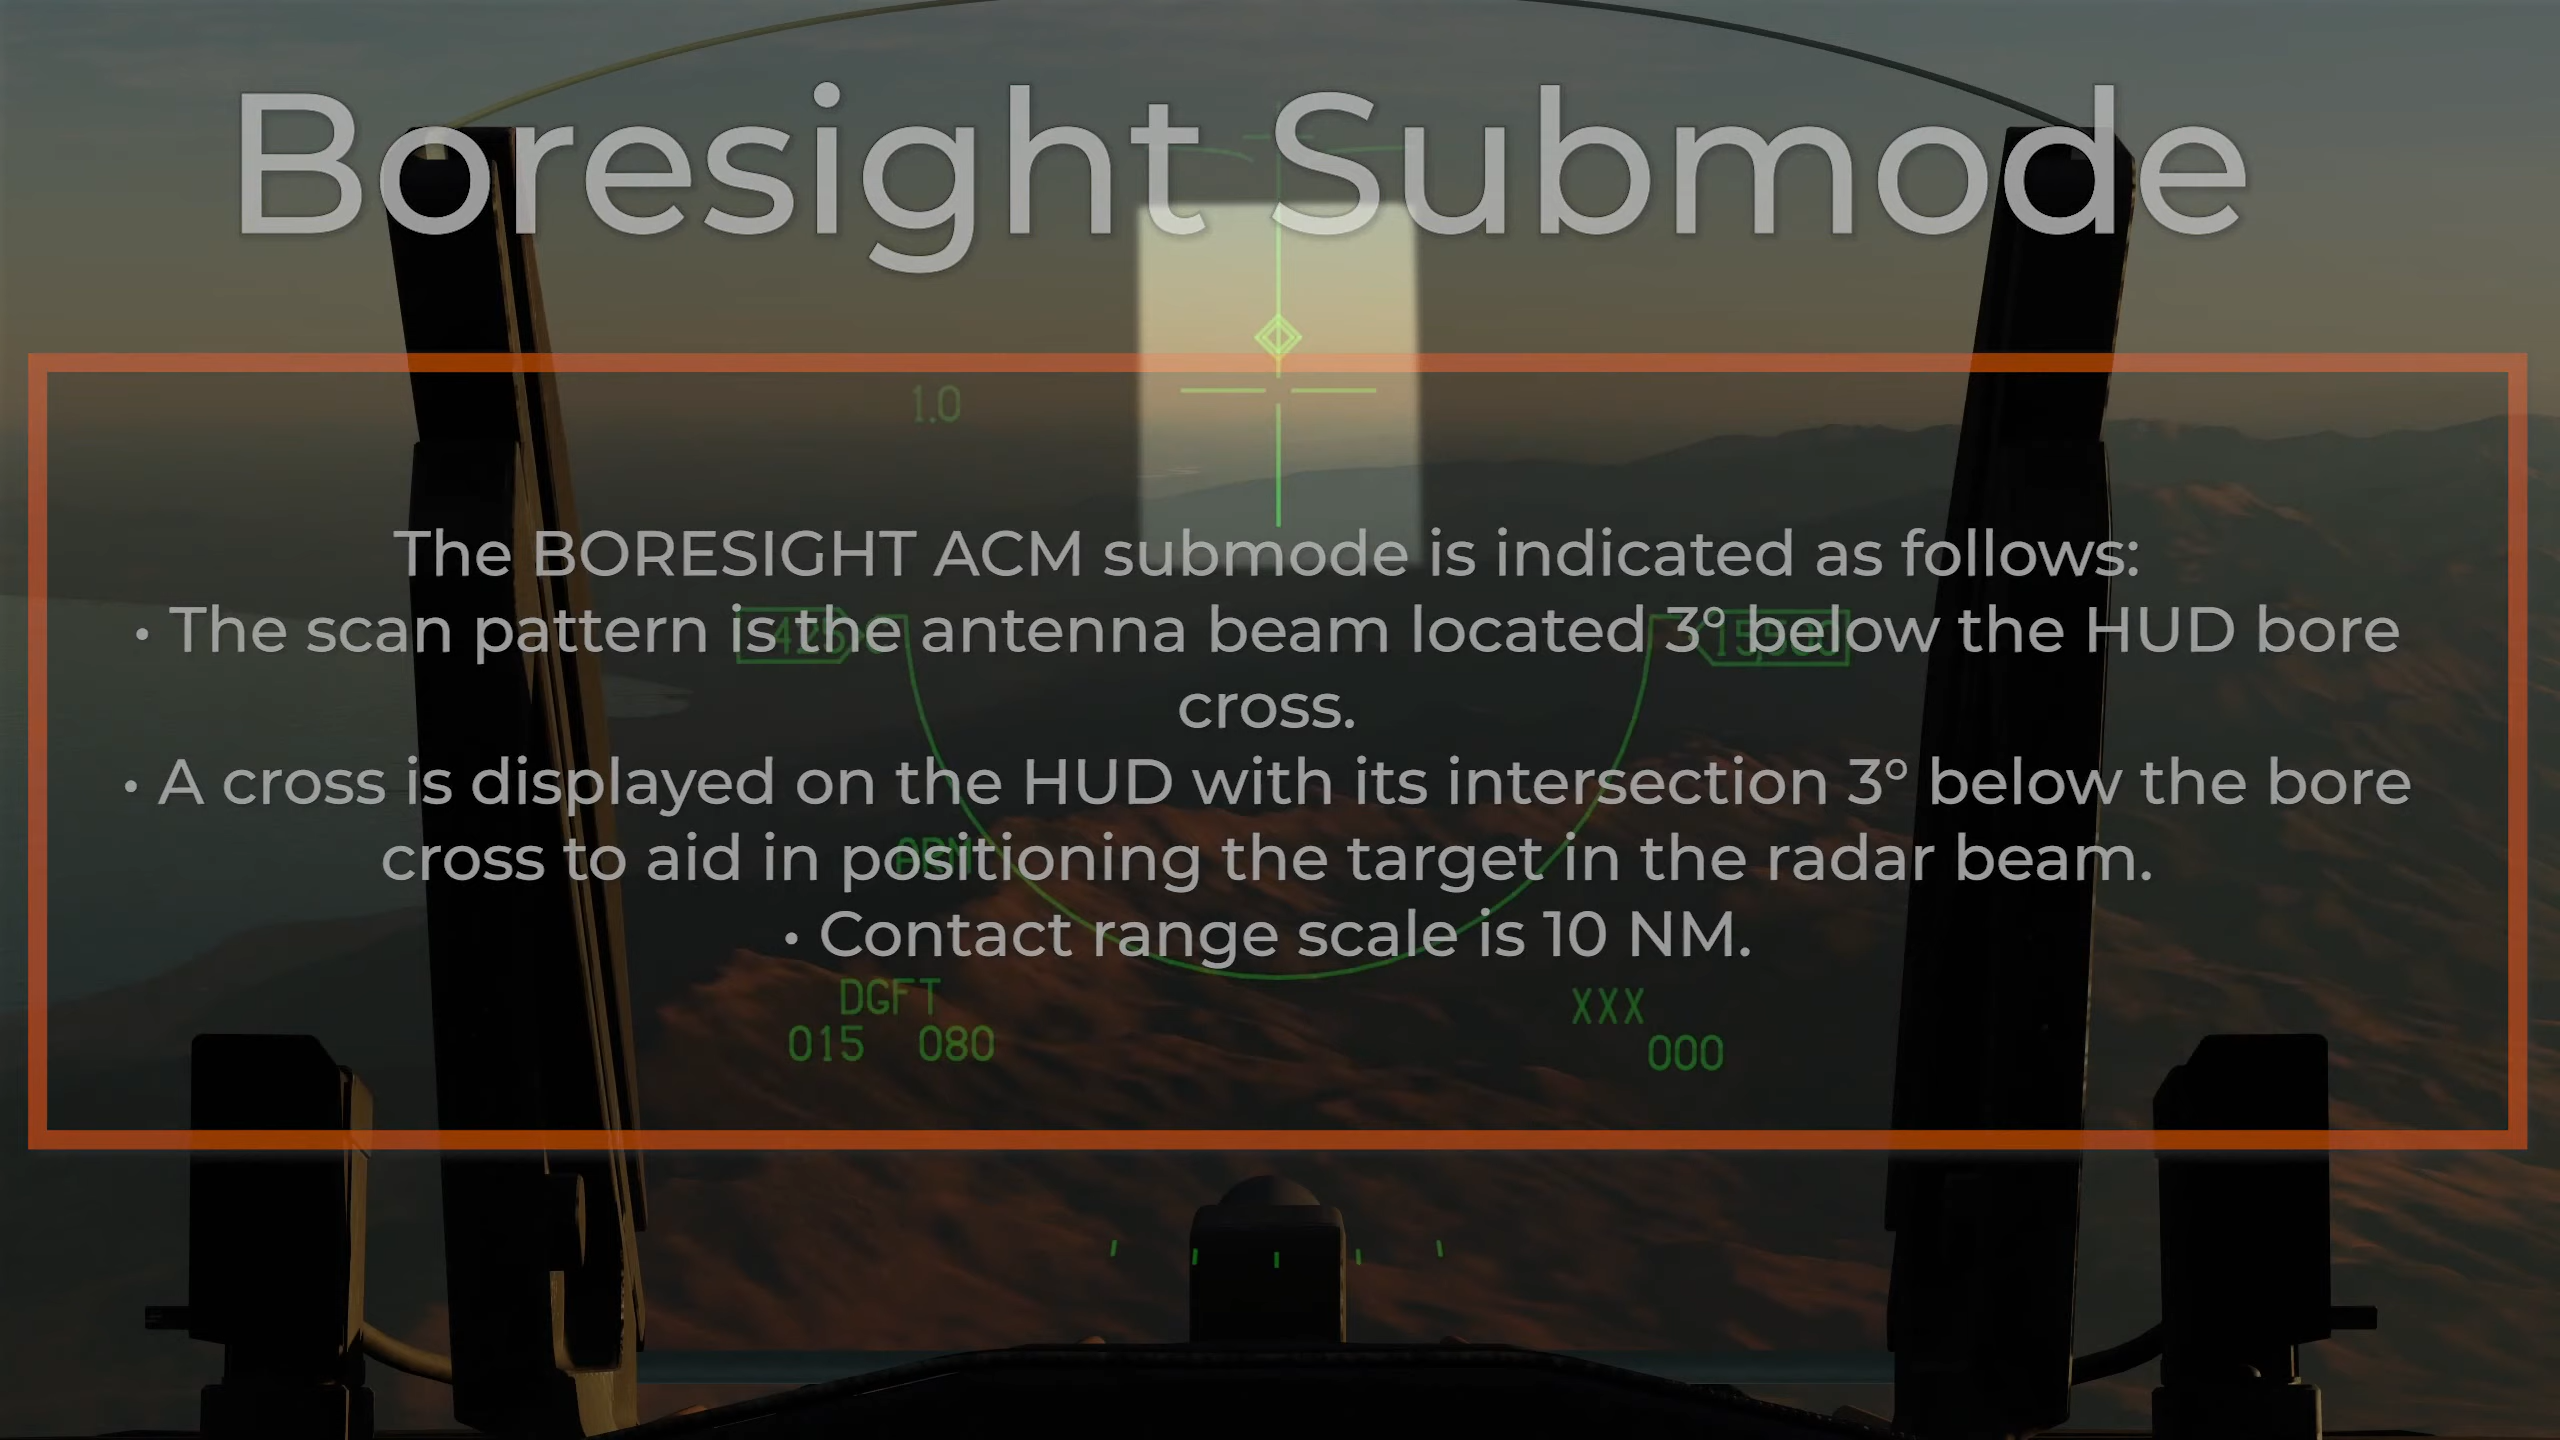 Boresight Submode
1.0
The BORESIGHT ACM submode is indicated as follows:
• The scan pattern is the antenna beam located 3° below the HUD bore
cross.
• A cross is displayed on the HUD with its intersection 3° below the bore
cross to aid in positioning the target in the radar beam.
• Contact range scale is 10 NM.
ARM
DGFT
015 080
XXX
000